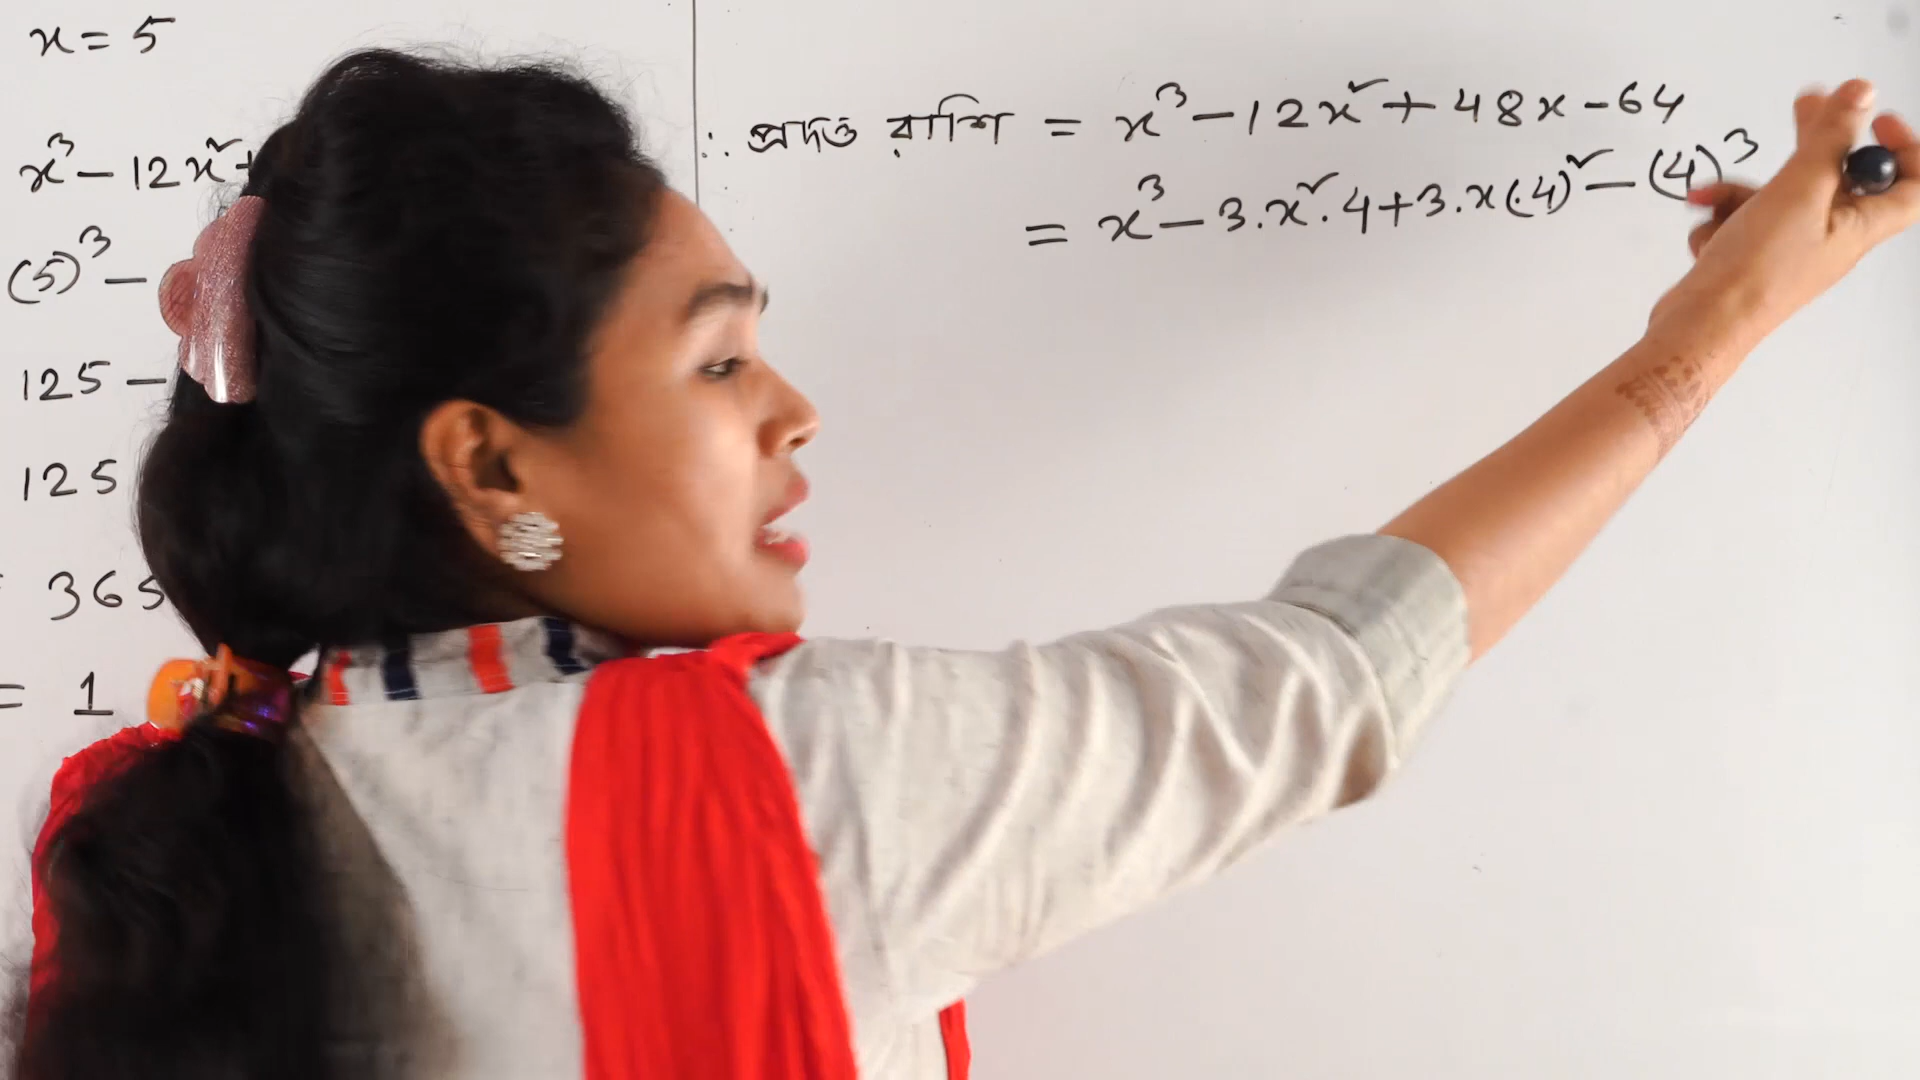 x = 5
x³ - 12x² +
(5)³ -
125 -
125
365
= 1
∴ প্রদত্ত রাশি = x³ - 12x² + 48x - 64
= x³ - 3.x².4 + 3.x(.4)² - (4)³